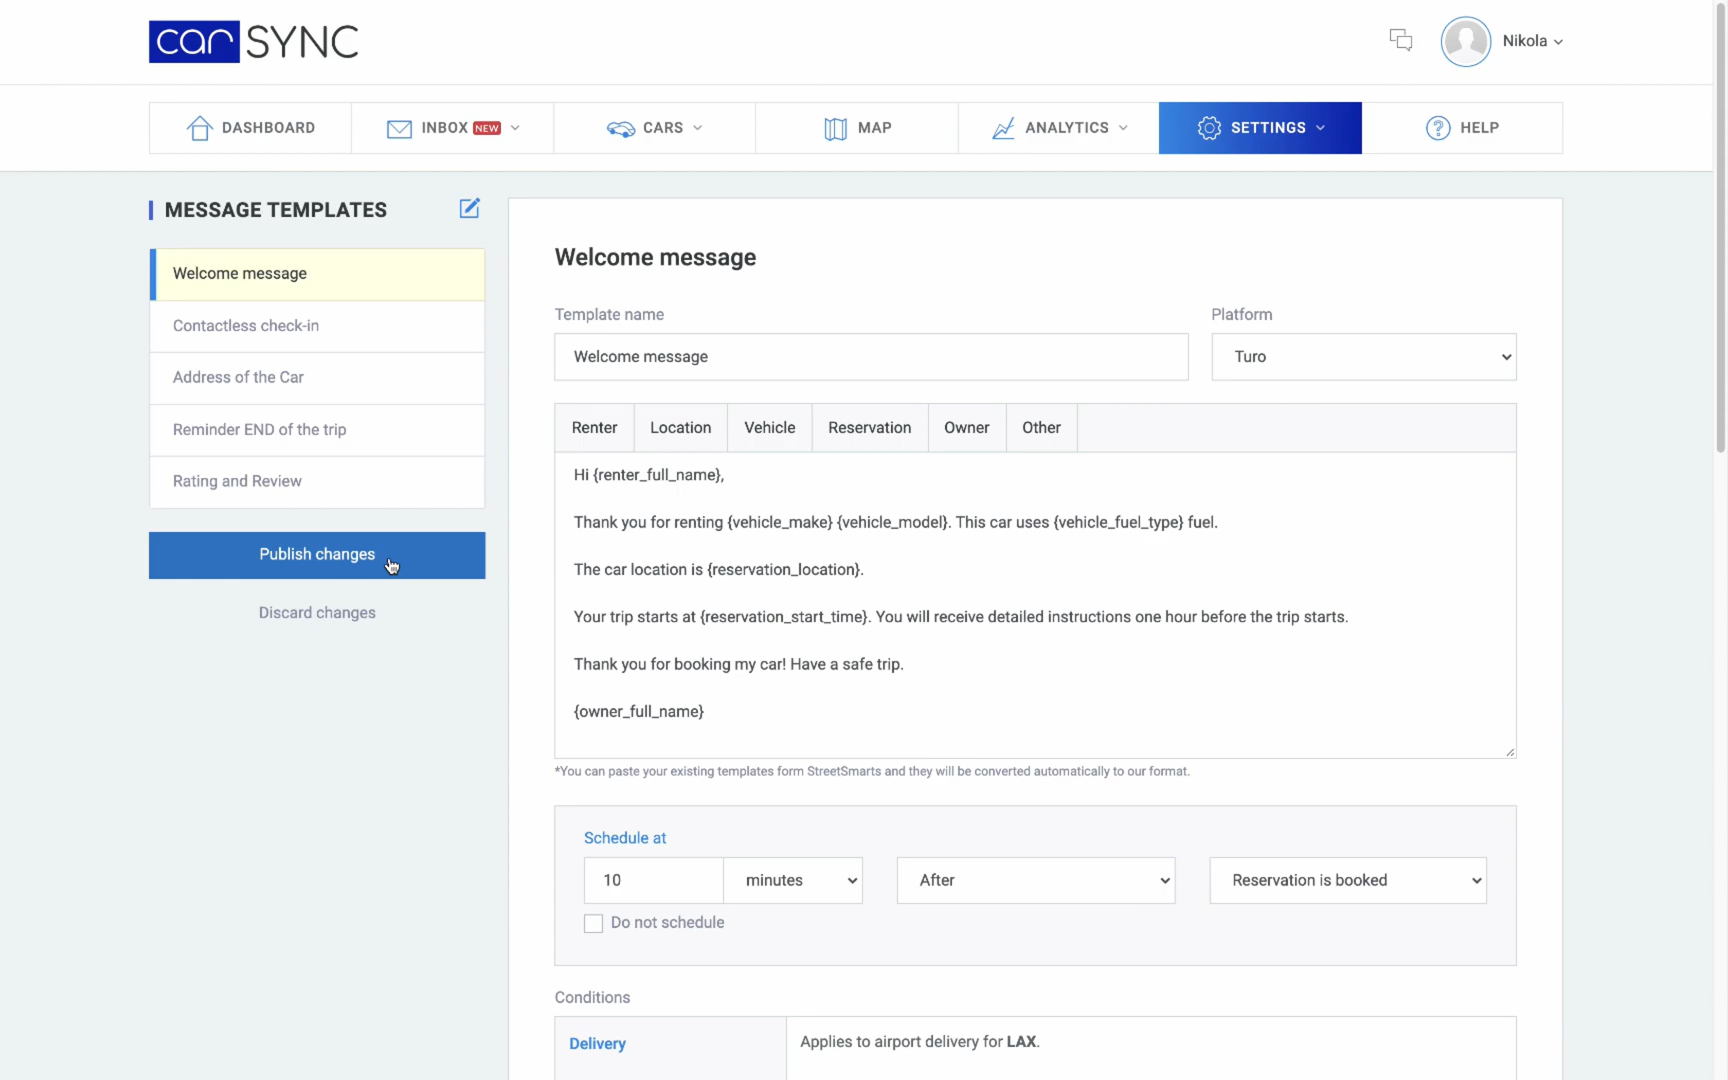 car SYNC
Nikola
DASHBOARD
INBOX NEW
CARS
MAP
ANALYTICS
SETTINGS
HELP
MESSAGE TEMPLATES
Welcome message
Contactless check-in
Address of the Car
Reminder END of the trip
Rating and Review
Publish changes
Discard changes
Welcome message
Template name
Platform
Welcome message
Turo
Renter
Location
Vehicle
Reservation
Owner
Other
Hi {renter_full_name},
Thank you for renting {vehicle_make} {vehicle_model}. This car uses {vehicle_fuel_type} fuel.
The car location is {reservation_location}.
Your trip starts at {reservation_start_time}. You will receive detailed instructions one hour before the trip starts.
Thank you for booking my car! Have a safe trip.
{owner_full_name}
*You can paste your existing templates form StreetSmarts and they will be converted automatically to our format.
Schedule at
10
minutes
After
Reservation is booked
Do not schedule
Conditions
Delivery
Applies to airport delivery for LAX.